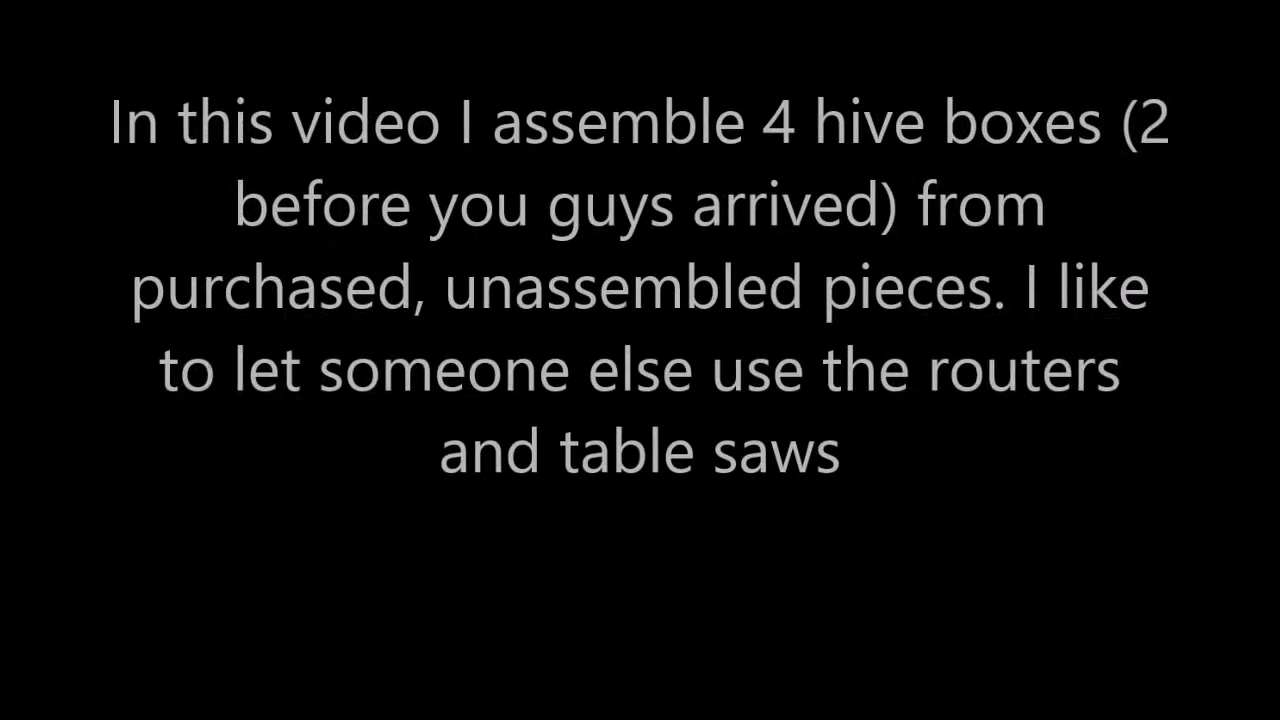 In this video I assemble 4 hive boxes (2
before you guys arrived) from
purchased, unassembled pieces. I like
to let someone else use the routers
and table saws